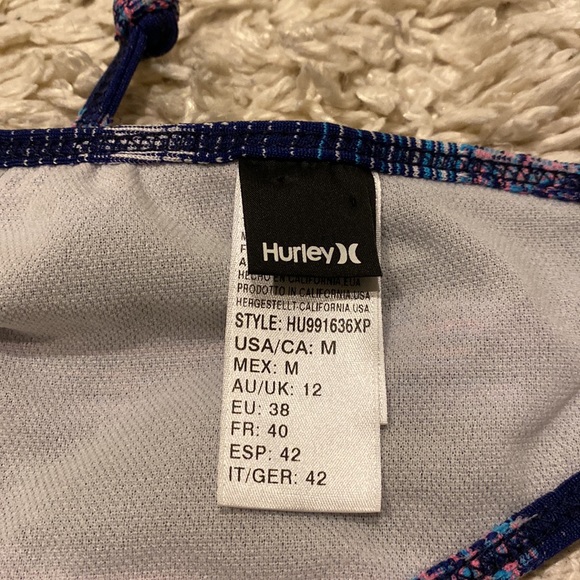 Hurley
HECHO EN CALIFORNIA.EUA
PRODOTTO IN CALIFORNIA.USA
HERGESTELLT-CALIFORNIA.USA
STYLE: HU991636XP
USA/CA: M
MEX: M
AU/UK: 12
EU: 38
FR: 40
ESP: 42
IT/GER: 42